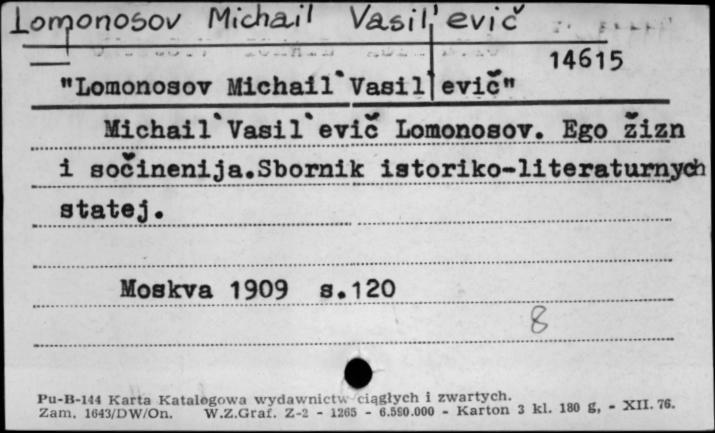 Lomonosov Michail Vasil'evič
14615
"Lomonosov Michail`Vasil`evič"
Michail`Vasil`evič Lomonosov. Ego žizn
i sočinenija.Sbornik istoriko-literaturnych
statej.
Moskva 1909 s.120
8
Pu-B-144 Karta Katalogowa wydawnictw ciągłych i zwartych.
Zam. 1643/DW/On. W.Z.Graf. Z-2 - 1265 - 6.590.000 - Karton 3 kl. 180 g, - XII. 76.